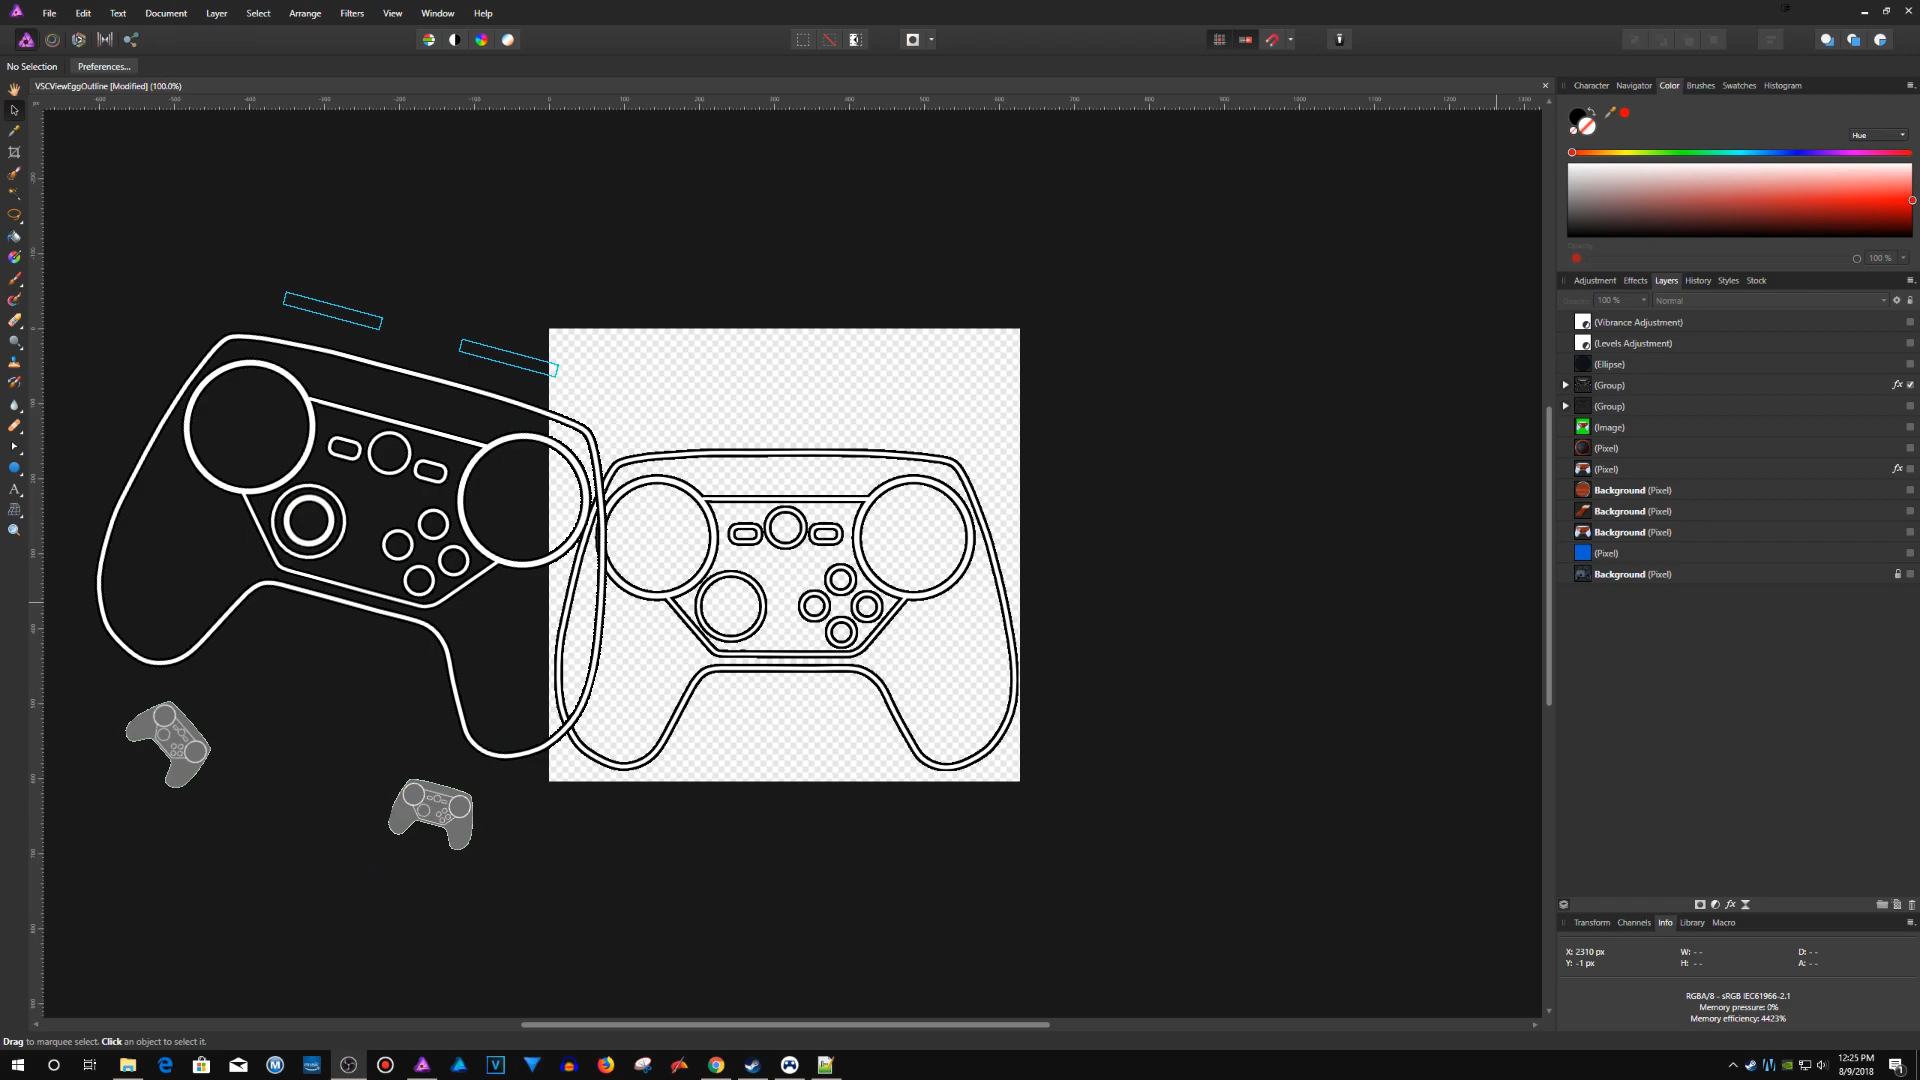 File Edit Text Document Layer Select Arrange Filters View Window Help
No Selection Preferences...
VSCViewEggOutline [Modified] (100.0%)
Character Navigator Color Brushes Swatches Histogram
Hue
Opacity
100 %
Adjustment Effects Layers History Styles Stock
Opacity: 100 % Normal
(Vibrance Adjustment)
(Levels Adjustment)
(Ellipse)
(Group) fx
(Group)
(Image)
(Pixel)
(Pixel) fx
Background (Pixel)
Background (Pixel)
Background (Pixel)
(Pixel)
Background (Pixel)
Transform Channels Info Library Macro
X: 2310 px W: - - D: - -
Y: -1 px H: - - A: - -
RGBA/8 - sRGB IEC61966-2.1
Memory pressure: 0%
Memory efficiency: 4423%
Drag to marquee select. Click an object to select it.
12:25 PM
8/9/2018